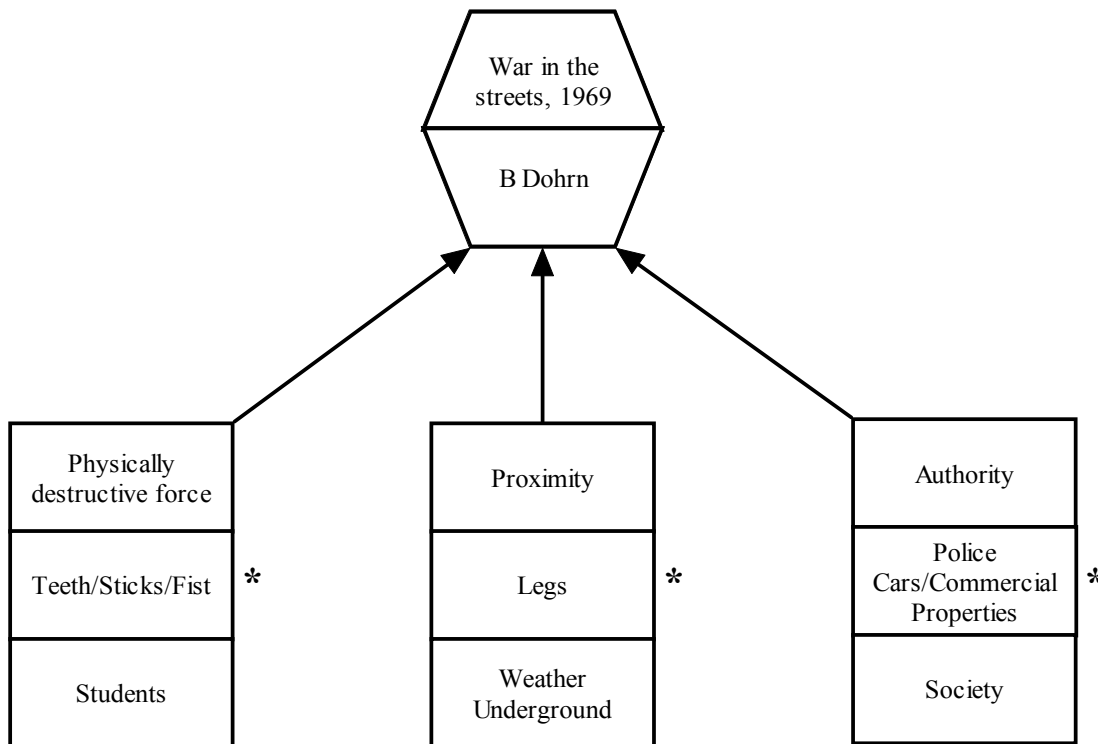 War in the
streets, 1969
B Dohrn
Physically
destructive force
Teeth/Sticks/Fist
*
Students
Proximity
Legs
*
Weather
Underground
Authority
Police
Cars/Commercial
Properties
*
Society